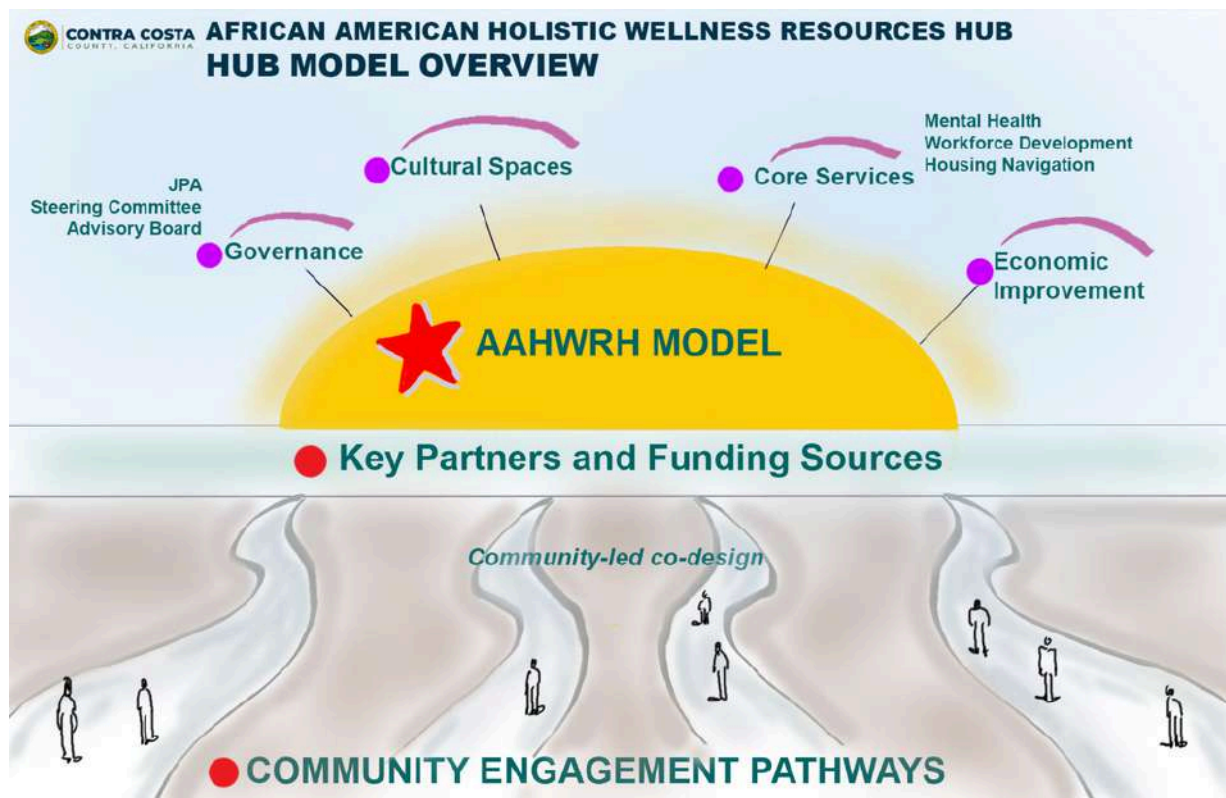 CONTRA COSTA
COUNTY, CALIFORNIA
AFRICAN AMERICAN HOLISTIC WELLNESS RESOURCES HUB
HUB MODEL OVERVIEW
JPA
Steering Committee
Advisory Board
Governance
Cultural Spaces
Core Services
Mental Health
Workforce Development
Housing Navigation
Economic
Improvement
AAHWRH MODEL
Key Partners and Funding Sources
Community-led co-design
COMMUNITY ENGAGEMENT PATHWAYS